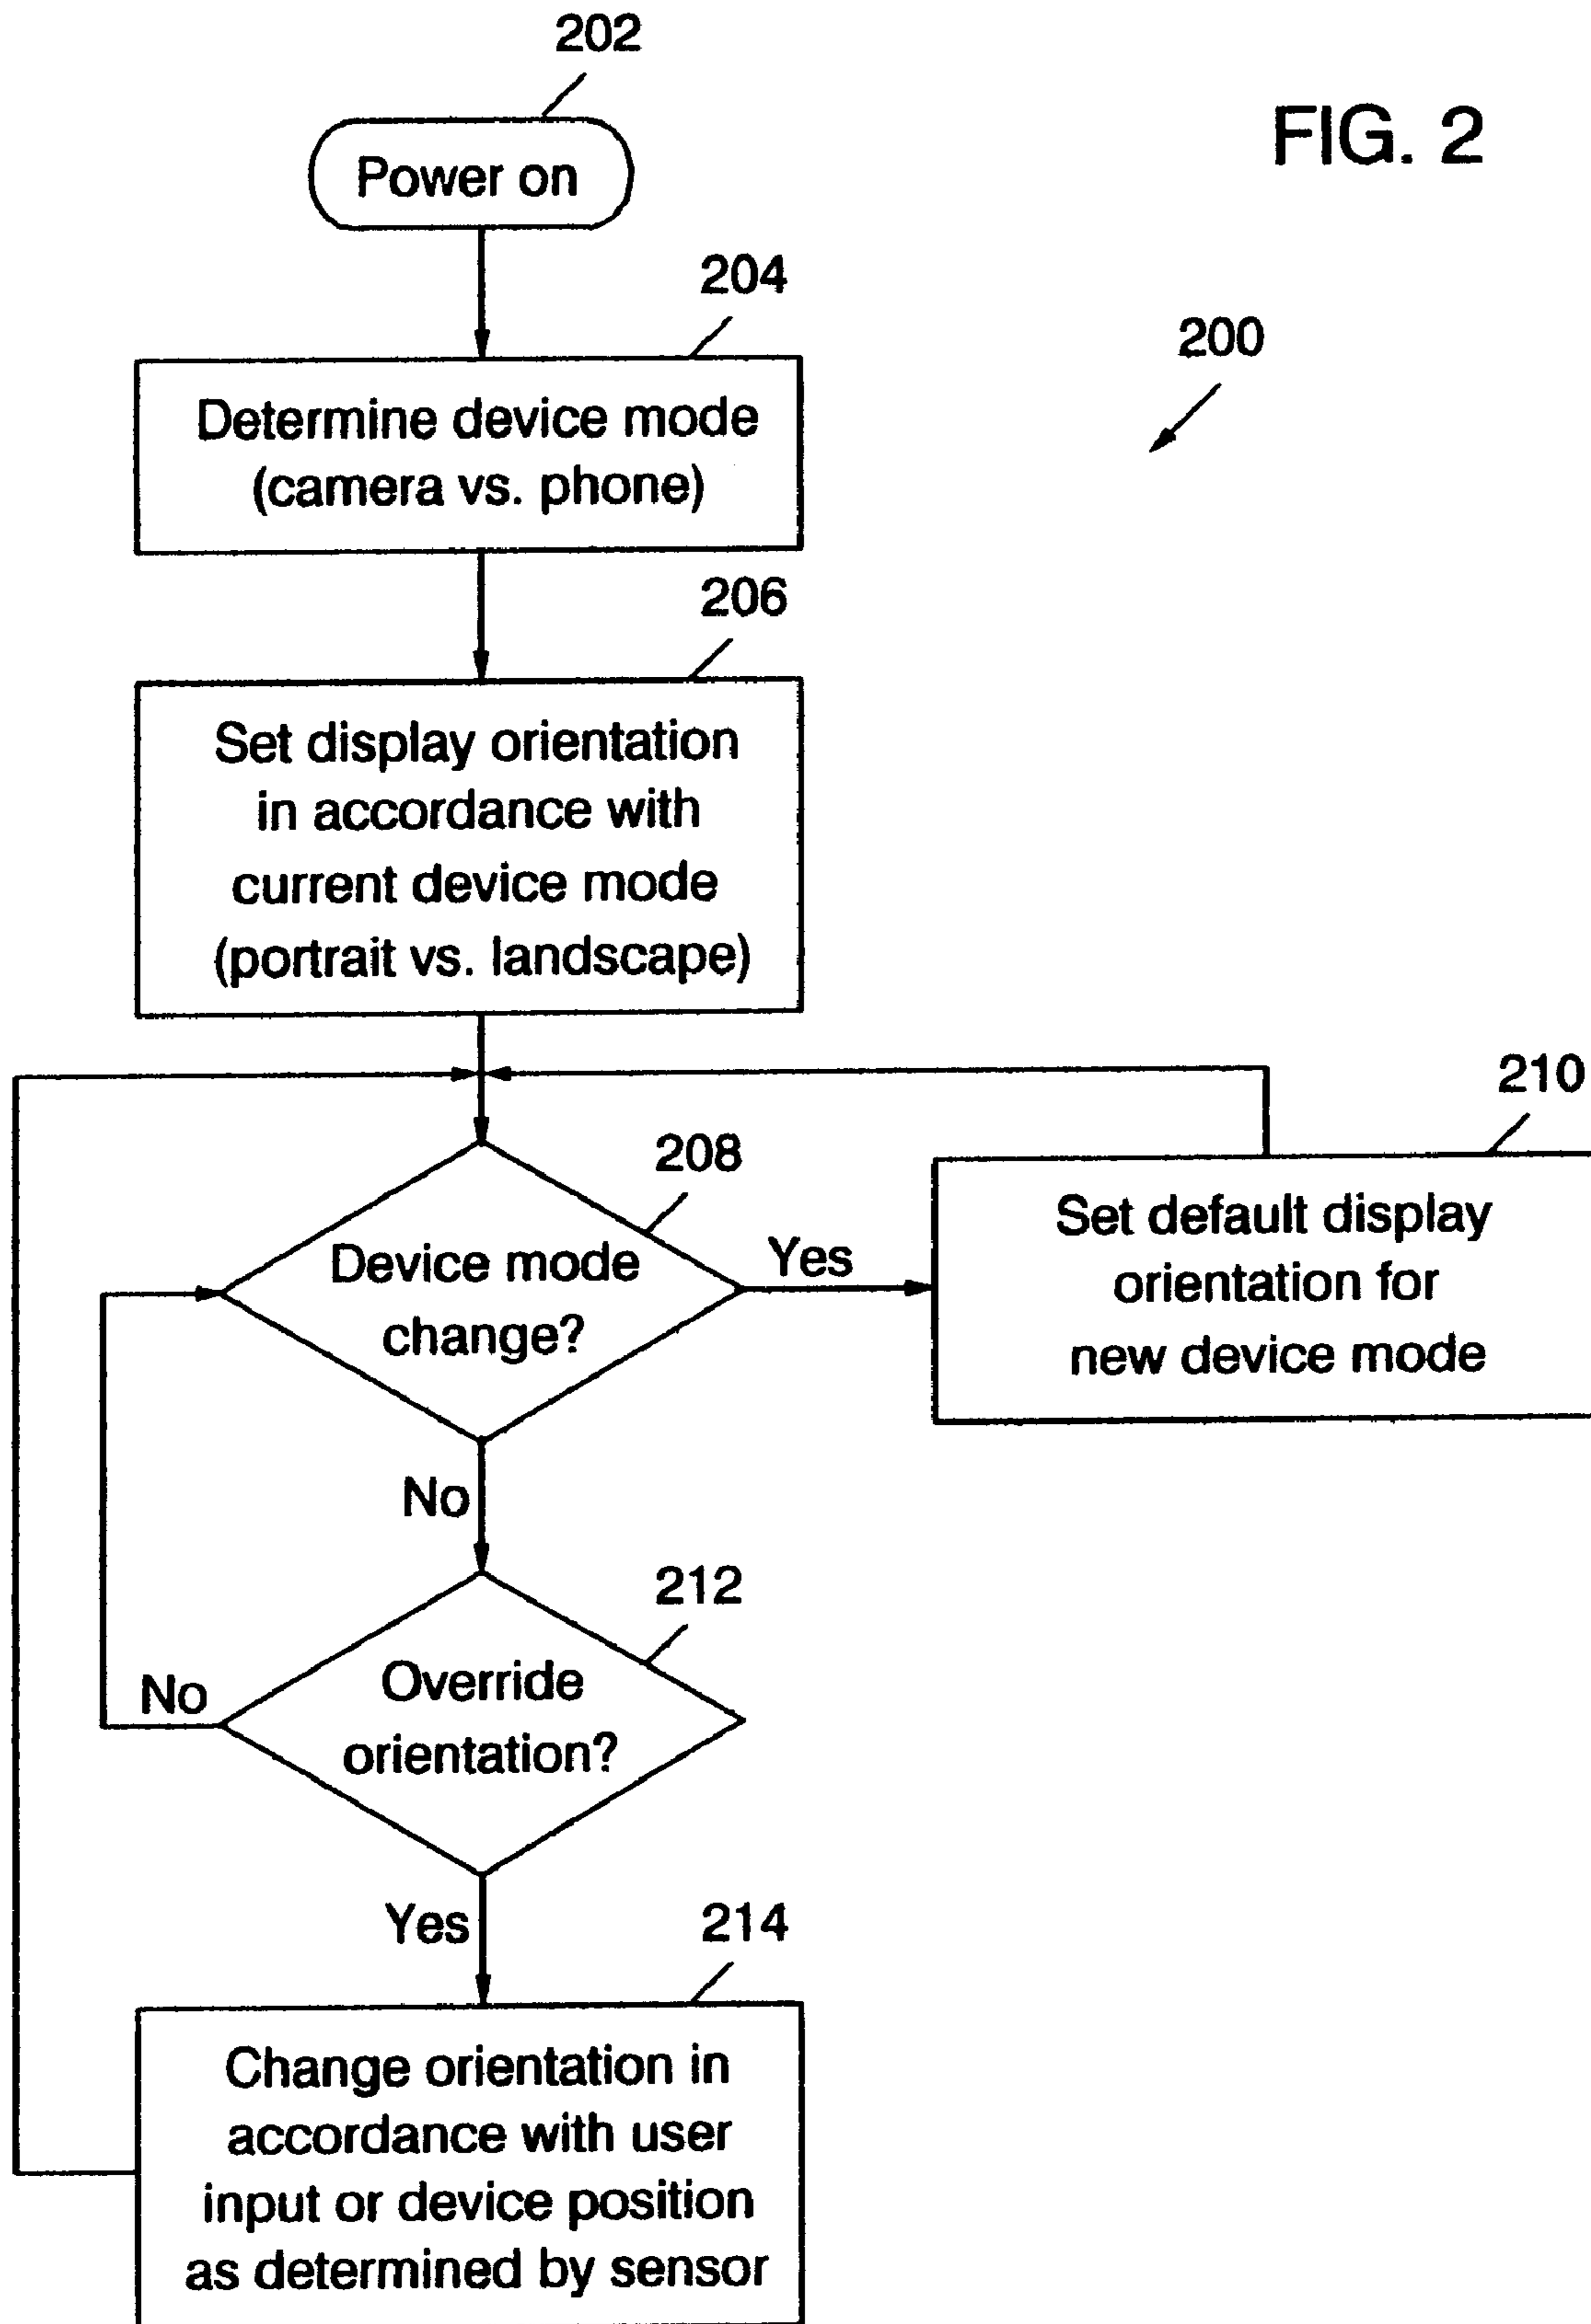 202
FIG. 2
Power on
204
200
Determine device mode
(camera vs. phone)
206
Set display orientation
in accordance with
current device mode
(portrait vs. landscape)
210
208
Set default display
orientation for
new device mode
Device mode
change?
Yes
No
212
Override
orientation?
No
Yes
214
Change orientation in
accordance with user
input or device position
as determined by sensor